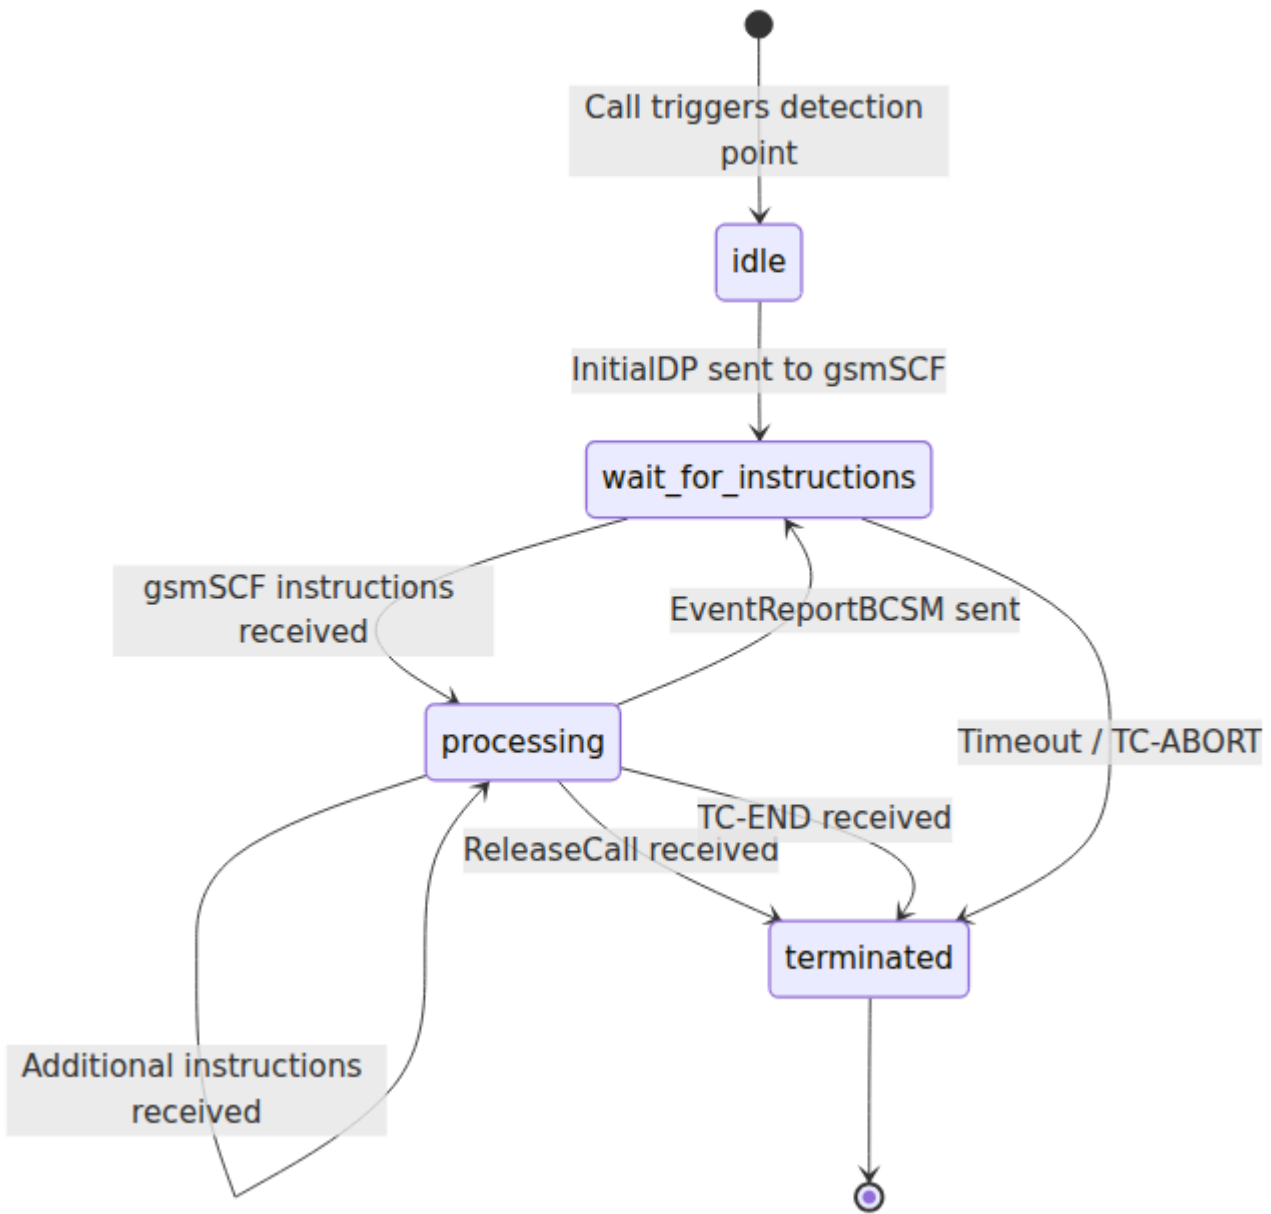 Call triggers detection
point
idle
InitialDP sent to gsmSCF
wait_for_instructions
gsmSCF instructions
received
EventReportBCSM sent
processing
Timeout / TC-ABORT
TC-END received
ReleaseCall received
terminated
Additional instructions
received